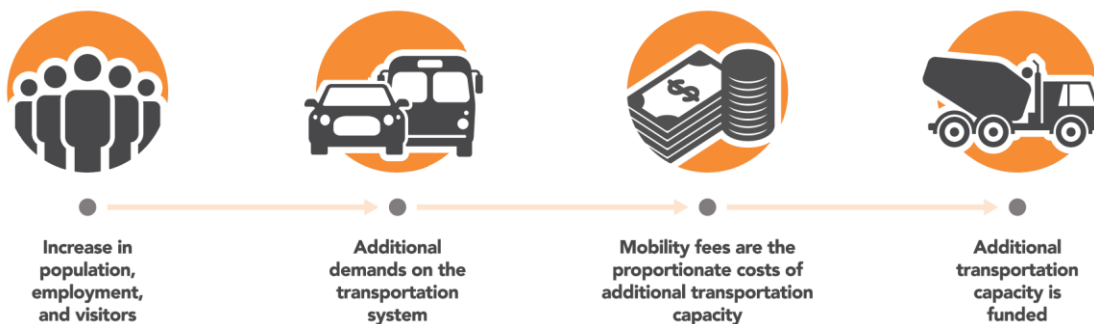 Increase in
population,
employment,
and visitors
Additional
demands on the
transportation
system
Mobility fees are the
proportionate costs of
additional transportation
capacity
Additional
transportation
capacity is
funded
$